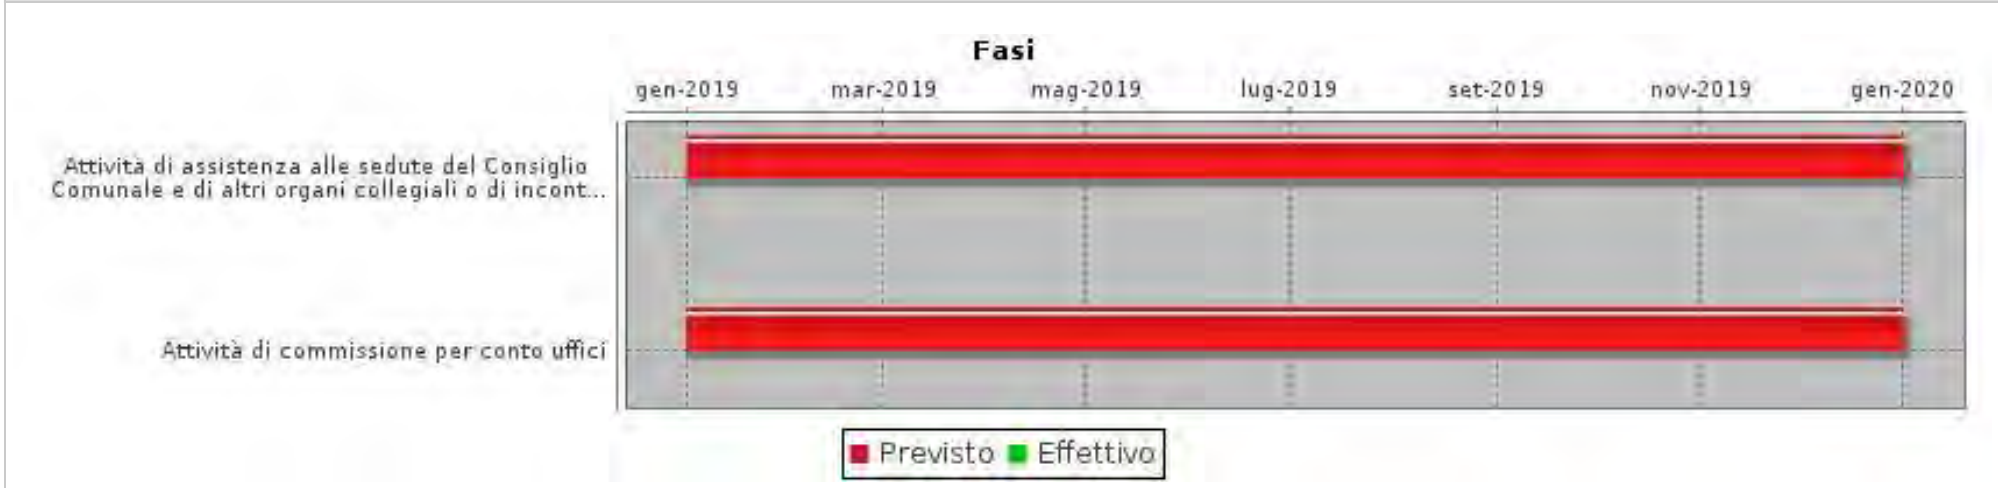 Fasi
gen-2019 mar-2019 mag-2019 lug-2019 set-2019 nov-2019 gen-2020
Attività di assistenza alle sedute del Consiglio
Comunale e di altri organi collegiali o di incont...
Attività di commissione per conto uffici
Previsto Effettivo